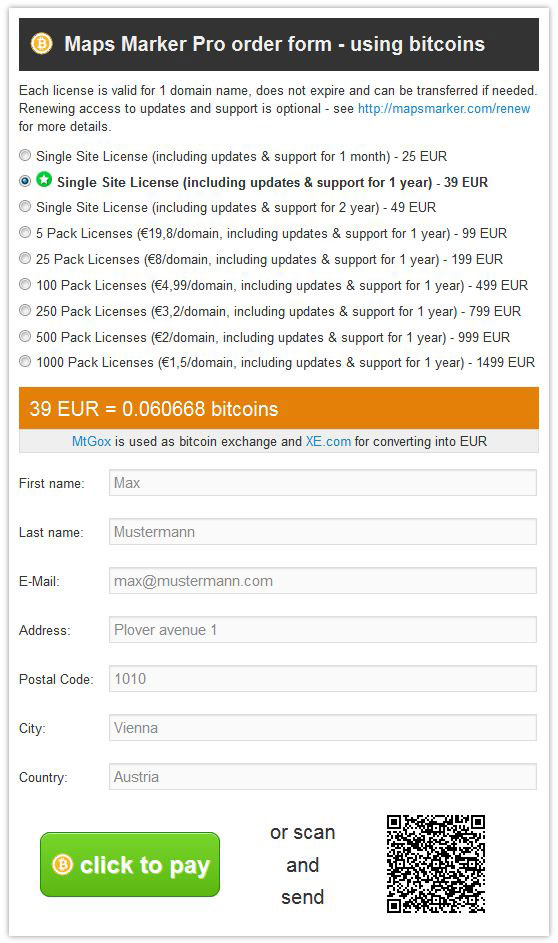 Maps Marker Pro order form - using bitcoins
Each license is valid for 1 domain name, does not expire and can be transferred if needed.
Renewing access to updates and support is optional - see http://mapsmarker.com/renew
for more details.
Single Site License (including updates & support for 1 month) - 25 EUR
Single Site License (including updates & support for 1 year) - 39 EUR
Single Site License (including updates & support for 2 year) - 49 EUR
5 Pack Licenses (€19,8/domain, including updates & support for 1 year) - 99 EUR
25 Pack Licenses (€8/domain, including updates & support for 1 year) - 199 EUR
100 Pack Licenses (€4,99/domain, including updates & support for 1 year) - 499 EUR
250 Pack Licenses (€3,2/domain, including updates & support for 1 year) - 799 EUR
500 Pack Licenses (€2/domain, including updates & support for 1 year) - 999 EUR
1000 Pack Licenses (€1,5/domain, including updates & support for 1 year) - 1499 EUR
39 EUR = 0.060668 bitcoins
MtGox is used as bitcoin exchange and XE.com for converting into EUR
First name: Max
Last name: Mustermann
E-Mail: max@mustermann.com
Address: Plover avenue 1
Postal Code: 1010
City: Vienna
Country: Austria
click to pay
or scan
and
send